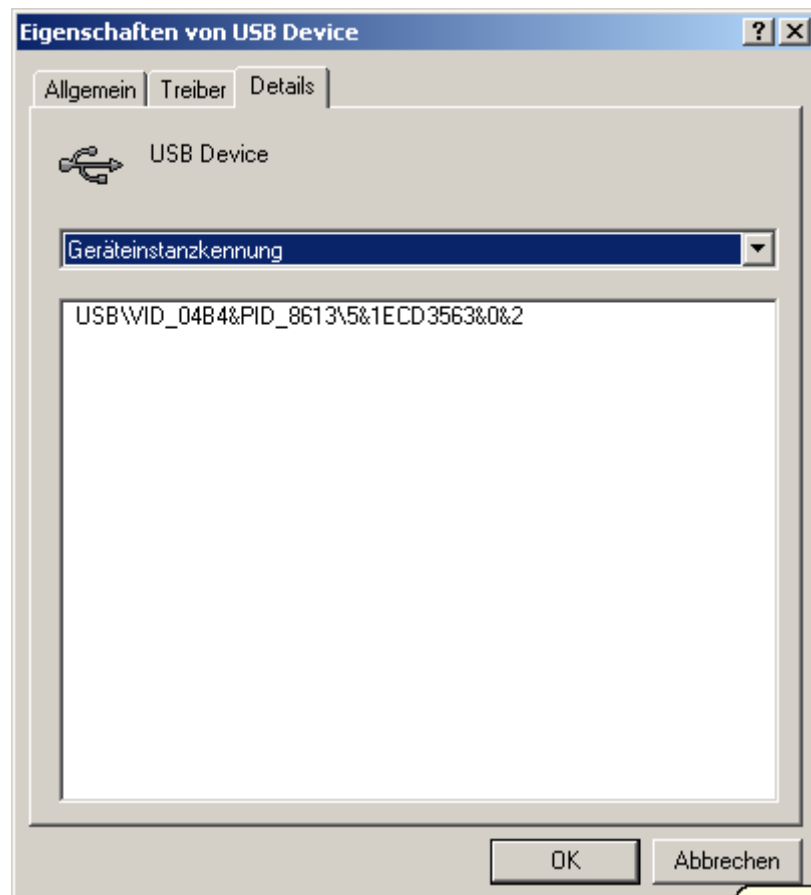 Eigenschaften von USB Device
Allgemein Treiber Details
USB Device
Geräteinstanzkennung
USB\VID_04B4&PID_8613\5&1ECD3563&0&2
OK Abbrechen